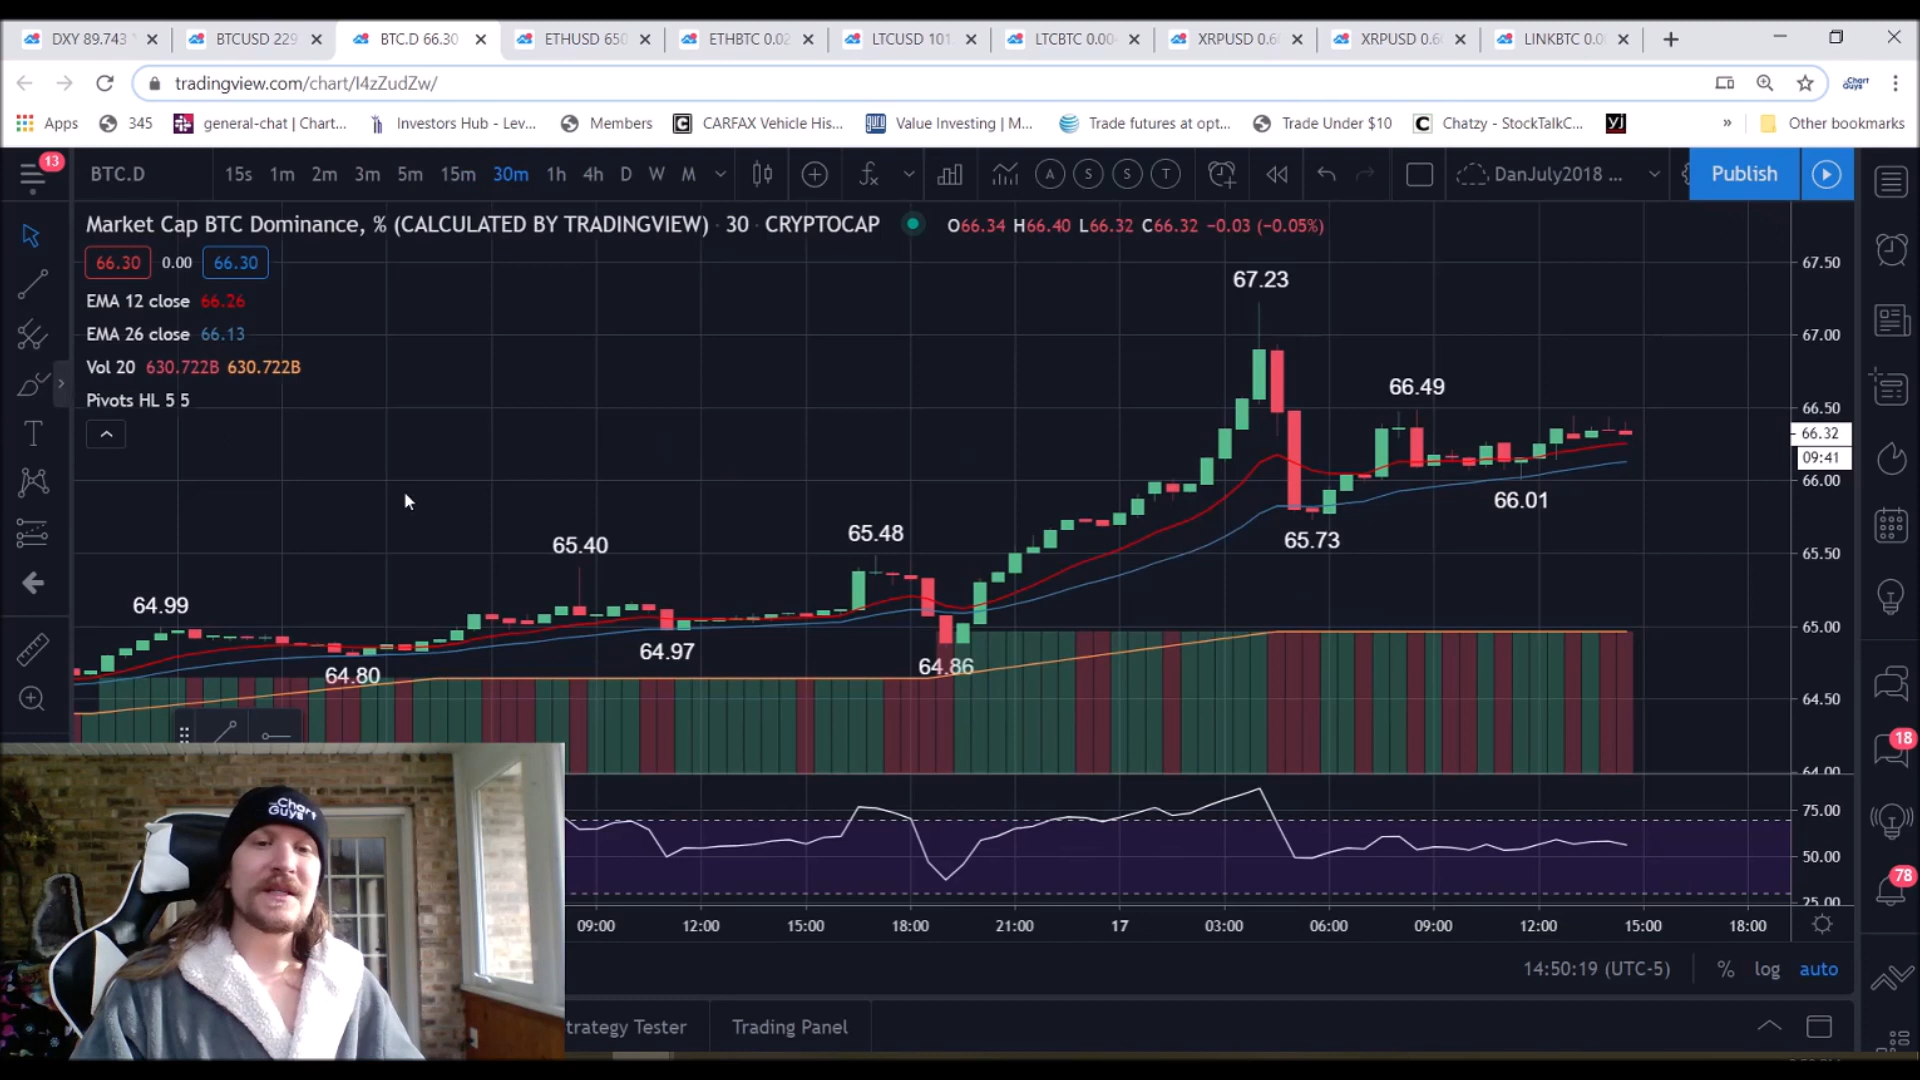 DXY 89.743
BTCUSD 229
BTC.D 66.30
ETHUSD 650
ETHBTC 0.02
LTCUSD 101.
LTCBTC 0.00
XRPUSD 0.6
XRPUSD 0.6
LINKBTC 0.0
tradingview.com/chart/I4zZudZw/
Chart Guys
Apps
345
general-chat | Chart...
Investors Hub - Lev...
Members
CARFAX Vehicle His...
guru
Value Investing | M...
Trade futures at opt...
Trade Under $10
Chatzy - StockTalkC...
YJ
»
Other bookmarks
13
BTC.D
15s 1m 2m 3m 5m 15m 30m 1h 4h D W M
A S S T
DanJuly2018 ...
Publish
Market Cap BTC Dominance, % (CALCULATED BY TRADINGVIEW) · 30 · CRYPTOCAP
O66.34 H66.40 L66.32 C66.32 −0.03 (−0.05%)
66.30 0.00 66.30
EMA 12 close 66.26
EMA 26 close 66.13
Vol 20 630.722B 630.722B
Pivots HL 5 5
67.23
66.49
66.01
65.73
65.48
65.40
64.99
64.97
64.86
64.80
67.50
67.00
66.50
66.32
09:41
66.00
65.50
65.00
64.50
64.00
75.00
50.00
25.00
18
78
Chart
Guys
09:00 12:00 15:00 18:00 21:00 17 03:00 06:00 09:00 12:00 15:00 18:00
14:50:19 (UTC-5) % log auto
trategy Tester
Trading Panel